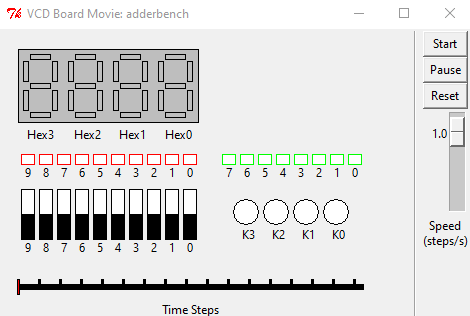 VCD Board Movie: adderbench
Start
Pause
Reset
1.0
Speed
(steps/s)
Hex3 Hex2 Hex1 Hex0
9 8 7 6 5 4 3 2 1 0
7 6 5 4 3 2 1 0
K3 K2 K1 K0
9 8 7 6 5 4 3 2 1 0
Time Steps